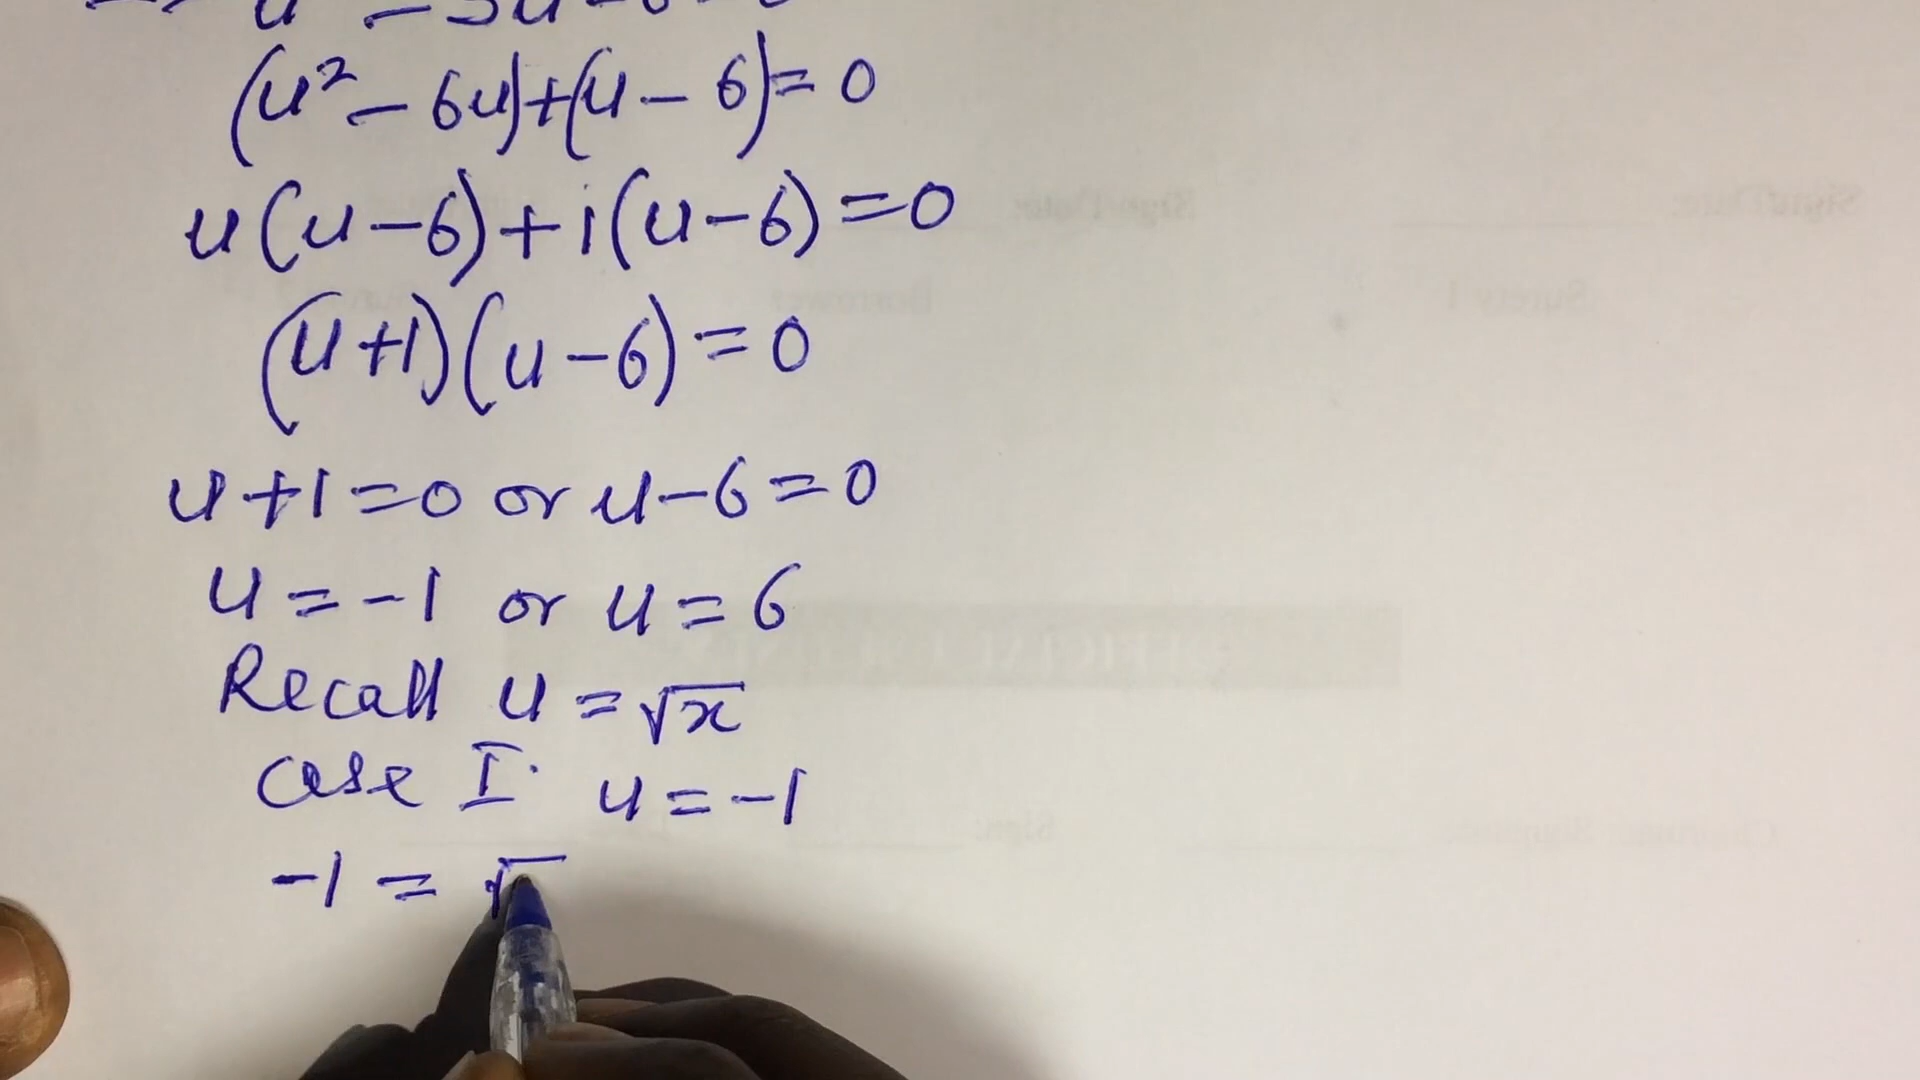 (u² - 6u)+(u - 6)= 0
u(u-6)+1(u-6)=0
(u+1)(u-6)=0
u+1=0 or u-6=0
u=-1 or u=6
Recall u=√x
Case I: u=-1
-1=√